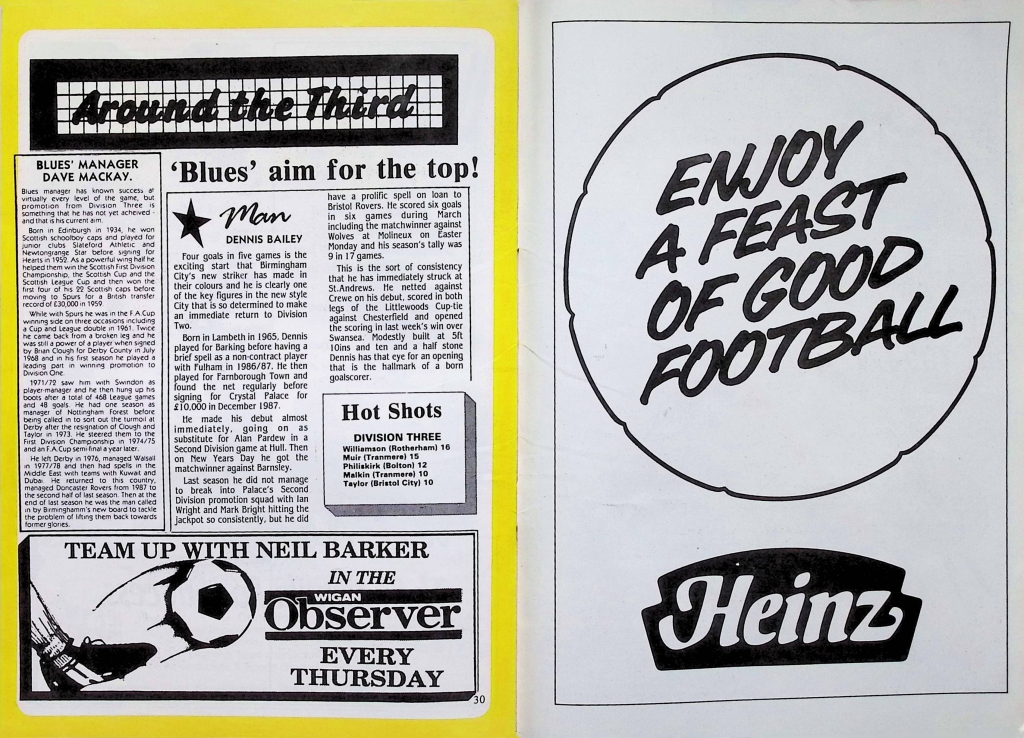 Around the Third
BLUES' MANAGER
DAVE MACKAY.
Blues manager has known success at
virtually every level of the game, but
promotion from Division Three is
something that he has not yet acheived -
and that is his current aim.
Born in Edinburgh in 1934, he won
Scottish schoolboy caps and played for
junior clubs Slateford Athletic and
Newtongrange Star before signing for
Hearts in 1952. As a powerful wing half he
helped them win the Scottish First Division
Championship, the Scottish Cup and the
Scottish League Cup and then won the
first four of his 22 Scottish caps before
moving to Spurs for a British transfer
record of £30,000 in 1959.
While with Spurs he was in the F.A.Cup
winning side on three occasions including
a Cup and League double in 1961. Twice
he came back from a broken leg and he
was still a power of a player when signed
by Brian Clough for Derby County in July
1968 and in his first season he played a
leading part in winning promotion to
Division One.
1971/72 saw him with Swindon as
player-manager and he then hung up his
boots after a total of 468 League games
and 48 goals. He had one season as
manager of Nottingham Forest before
being called in to sort out the turmoil at
Derby after the resignation of Clough and
Taylor in 1973. He steered them to the
First Division Championship in 1974/75
and an F.A.Cup semi-final a year later.
He left Derby in 1976, managed Walsall
in 1977/78 and then had spells in the
Middle East with teams with Kuwait and
Dubai. He returned to this country,
managed Doncaster Rovers from 1987 to
the second half of last season. Then at the
end of last season he was the man called
in by Birminghamm's new board to tackle
the problem of lifting them back towards
former glories.
'Blues' aim for the top!
Man
DENNIS BAILEY
Four goals in five games is the
exciting start that Birmingham
City's new striker has made in
their colours and he is clearly one
of the key figures in the new style
City that is so determined to make
an immediate return to Division
Two.
Born in Lambeth in 1965, Dennis
played for Barking before having a
brief spell as a non-contract player
with Fulham in 1986/87. He then
played for Farnborough Town and
found the net regularly before
signing for Crystal Palace for
£10,000 in December 1987.
He made his debut almost
immediately, going on as
substitute for Alan Pardew in a
Second Division game at Hull. Then
on New Years Day he got the
matchwinner against Barnsley.
Last season he did not manage
to break into Palace's Second
Division promotion squad with Ian
Wright and Mark Bright hitting the
jackpot so consistently, but he did
have a prolific spell on loan to
Bristol Rovers. He scored six goals
in six games during March
including the matchwinner against
Wolves at Molineux on Easter
Monday and his season's tally was
9 in 17 games.
This is the sort of consistency
that he has immediately struck at
St.Andrews. He netted against
Crewe on his debut, scored in both
legs of the Littlewoods Cup-tie
against Chesterfield and opened
the scoring in last week's win over
Swansea. Modestly built at 5ft
10ins and ten and a half stone
Dennis has that eye for an opening
that is the hallmark of a born
goalscorer.
Hot Shots
DIVISION THREE
Williamson (Rotherham) 16
Muir (Tranmere) 15
Philiskirk (Bolton) 12
Malkin (Tranmere) 10
Taylor (Bristol City) 10
TEAM UP WITH NEIL BARKER
IN THE
WIGAN
Observer
EVERY
THURSDAY
30
ENJOY
A FEAST
OF GOOD
FOOTBALL
Heinz